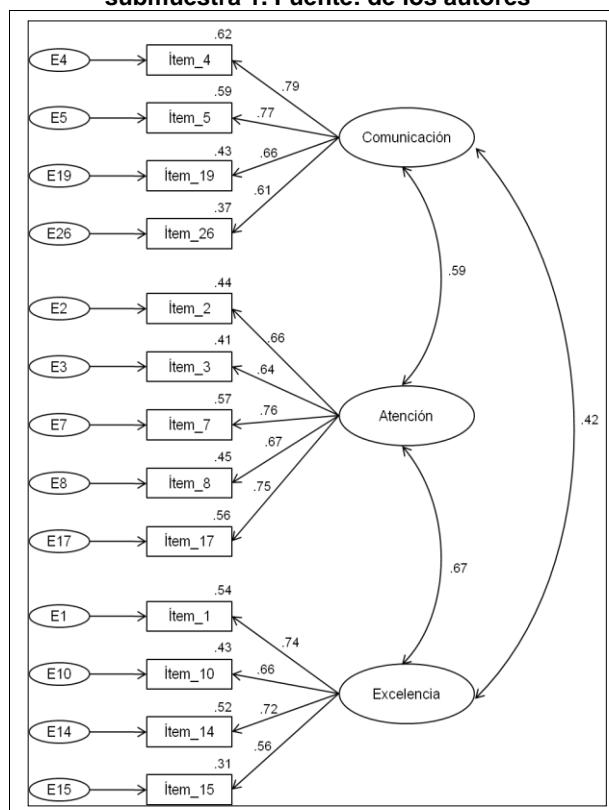 submuestra 1. Fuente: de los autores
.62
E4 Ítem_4 .79
.59
E5 Ítem_5 .77
Comunicación
.43
E19 Ítem_19 .66
.61
.37
E26 Ítem_26
.59
.44
E2 Ítem_2
.66
.41
E3 Ítem_3 .64
.57
E7 Ítem_7 .76
Atención
.42
.67
.45
E8 Ítem_8 .75
.56
E17 Ítem_17
.67
.54
E1 Ítem_1
.74
.43
E10 Ítem_10 .66
Excelencia
.52
E14 Ítem_14 .72
.56
.31
E15 Ítem_15